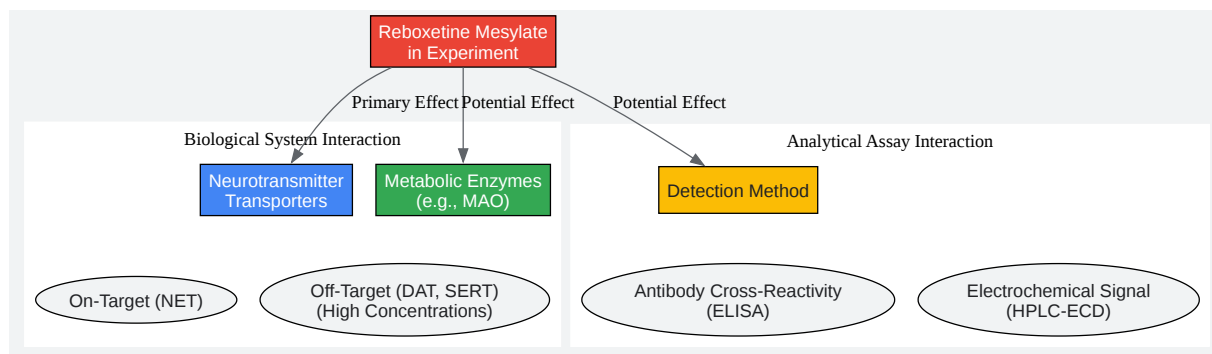 Reboxetine Mesylate
in Experiment
Primary Effect
Potential Effect
Potential Effect
Biological System Interaction
Analytical Assay Interaction
Neurotransmitter
Transporters
Metabolic Enzymes
(e.g., MAO)
Detection Method
On-Target (NET)
Off-Target (DAT, SERT)
(High Concentrations)
Antibody Cross-Reactivity
(ELISA)
Electrochemical Signal
(HPLC-ECD)